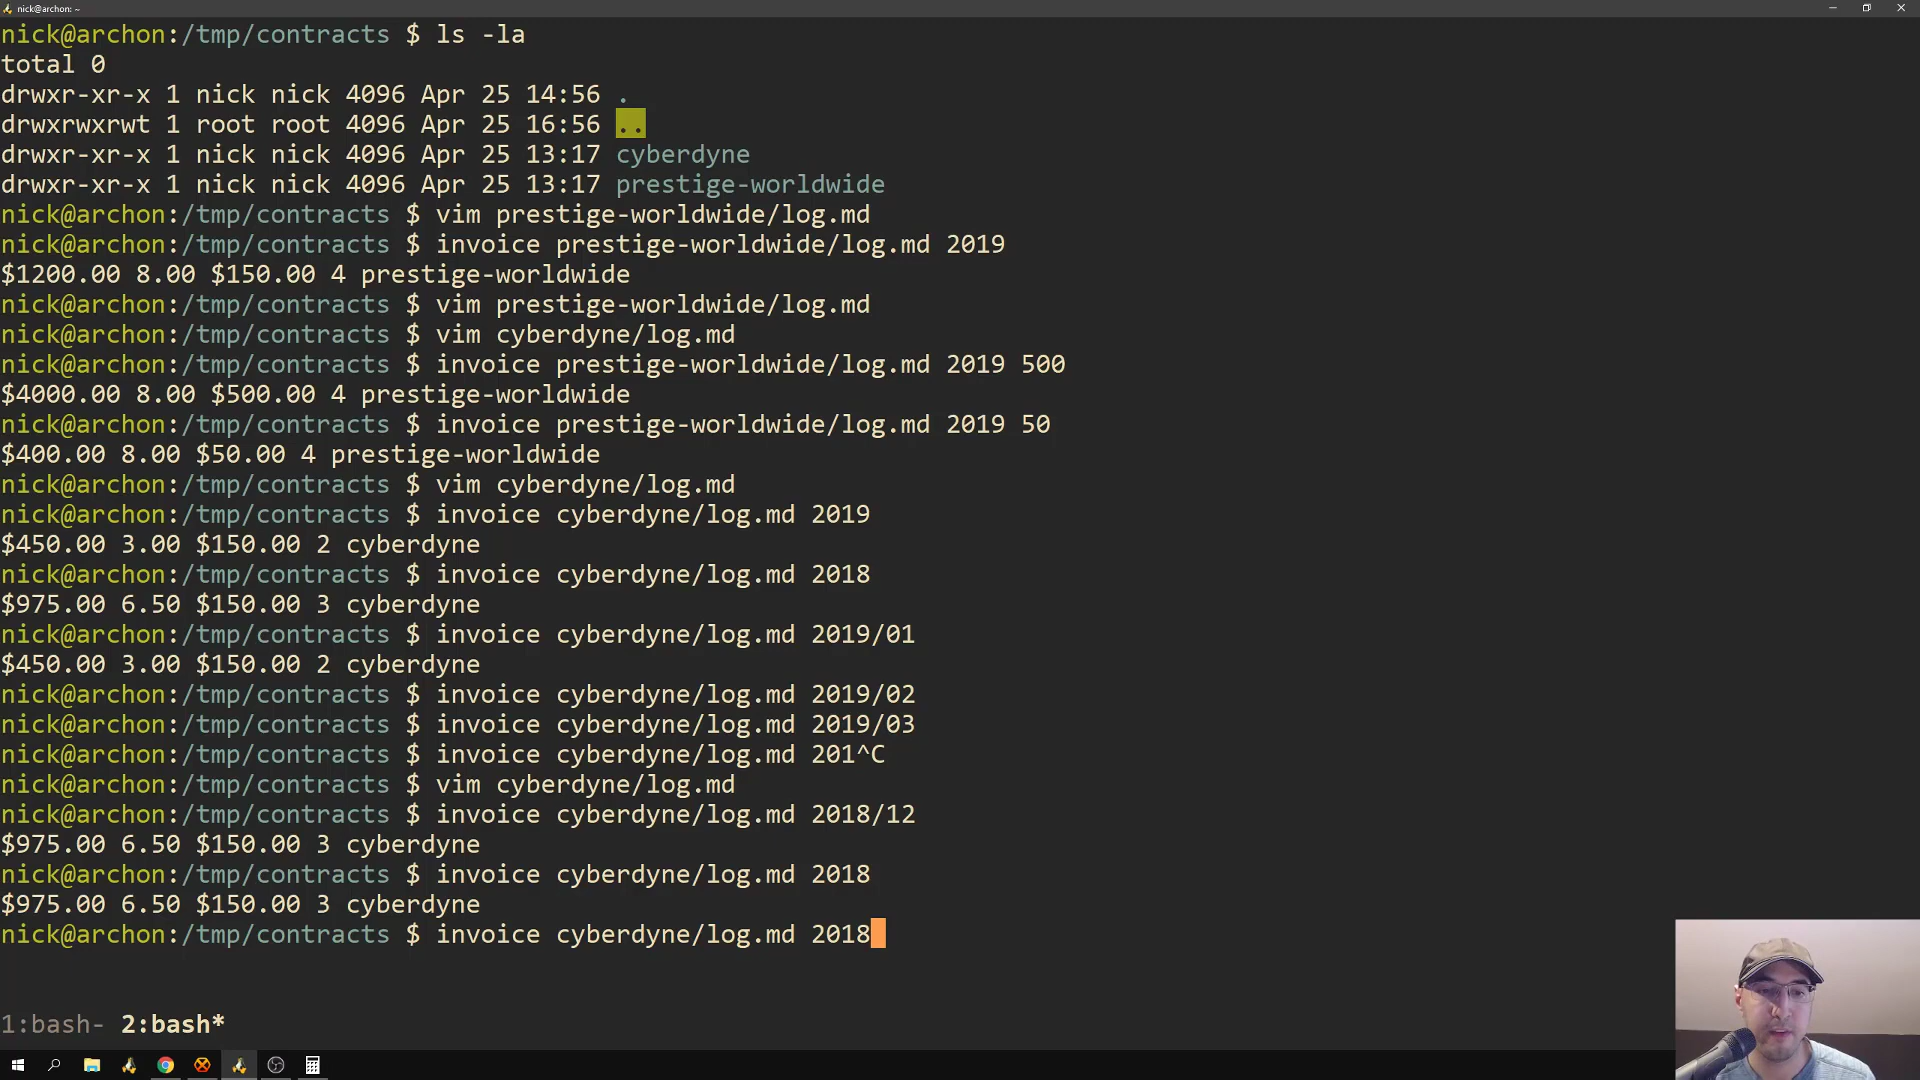 nick@archon: ~
nick@archon:/tmp/contracts $ ls -la
total 0
drwxr-xr-x 1 nick nick 4096 Apr 25 14:56 .
drwxrwxrwt 1 root root 4096 Apr 25 16:56 ..
drwxr-xr-x 1 nick nick 4096 Apr 25 13:17 cyberdyne
drwxr-xr-x 1 nick nick 4096 Apr 25 13:17 prestige-worldwide
nick@archon:/tmp/contracts $ vim prestige-worldwide/log.md
nick@archon:/tmp/contracts $ invoice prestige-worldwide/log.md 2019
$1200.00 8.00 $150.00 4 prestige-worldwide
nick@archon:/tmp/contracts $ vim prestige-worldwide/log.md
nick@archon:/tmp/contracts $ vim cyberdyne/log.md
nick@archon:/tmp/contracts $ invoice prestige-worldwide/log.md 2019 500
$4000.00 8.00 $500.00 4 prestige-worldwide
nick@archon:/tmp/contracts $ invoice prestige-worldwide/log.md 2019 50
$400.00 8.00 $50.00 4 prestige-worldwide
nick@archon:/tmp/contracts $ vim cyberdyne/log.md
nick@archon:/tmp/contracts $ invoice cyberdyne/log.md 2019
$450.00 3.00 $150.00 2 cyberdyne
nick@archon:/tmp/contracts $ invoice cyberdyne/log.md 2018
$975.00 6.50 $150.00 3 cyberdyne
nick@archon:/tmp/contracts $ invoice cyberdyne/log.md 2019/01
$450.00 3.00 $150.00 2 cyberdyne
nick@archon:/tmp/contracts $ invoice cyberdyne/log.md 2019/02
nick@archon:/tmp/contracts $ invoice cyberdyne/log.md 2019/03
nick@archon:/tmp/contracts $ invoice cyberdyne/log.md 201^C
nick@archon:/tmp/contracts $ vim cyberdyne/log.md
nick@archon:/tmp/contracts $ invoice cyberdyne/log.md 2018/12
$975.00 6.50 $150.00 3 cyberdyne
nick@archon:/tmp/contracts $ invoice cyberdyne/log.md 2018
$975.00 6.50 $150.00 3 cyberdyne
nick@archon:/tmp/contracts $ invoice cyberdyne/log.md 2018
1:bash- 2:bash*